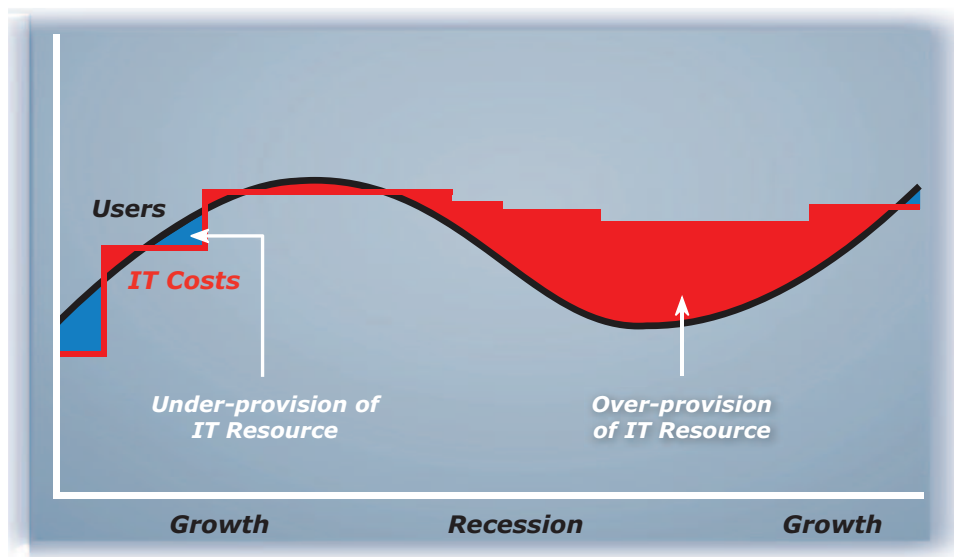 Users
IT Costs
Under-provision of
IT Resource
Over-provision
of IT Resource
Growth
Recession
Growth